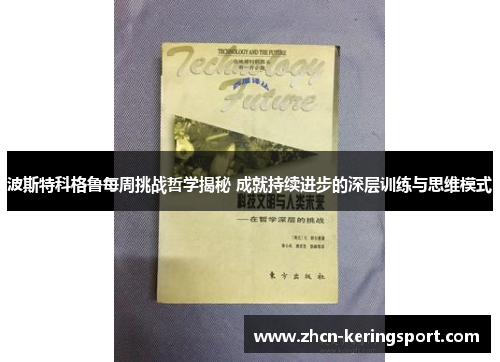 TECHNOLOGY AND THE FUTURE
Technology
Future
波斯特科格鲁每周挑战哲学揭秘 成就持续进步的深层训练与思维模式
科技文明与人类未来
——在哲学深层的挑战
东方出版社
www.zhcn-keringsport.com